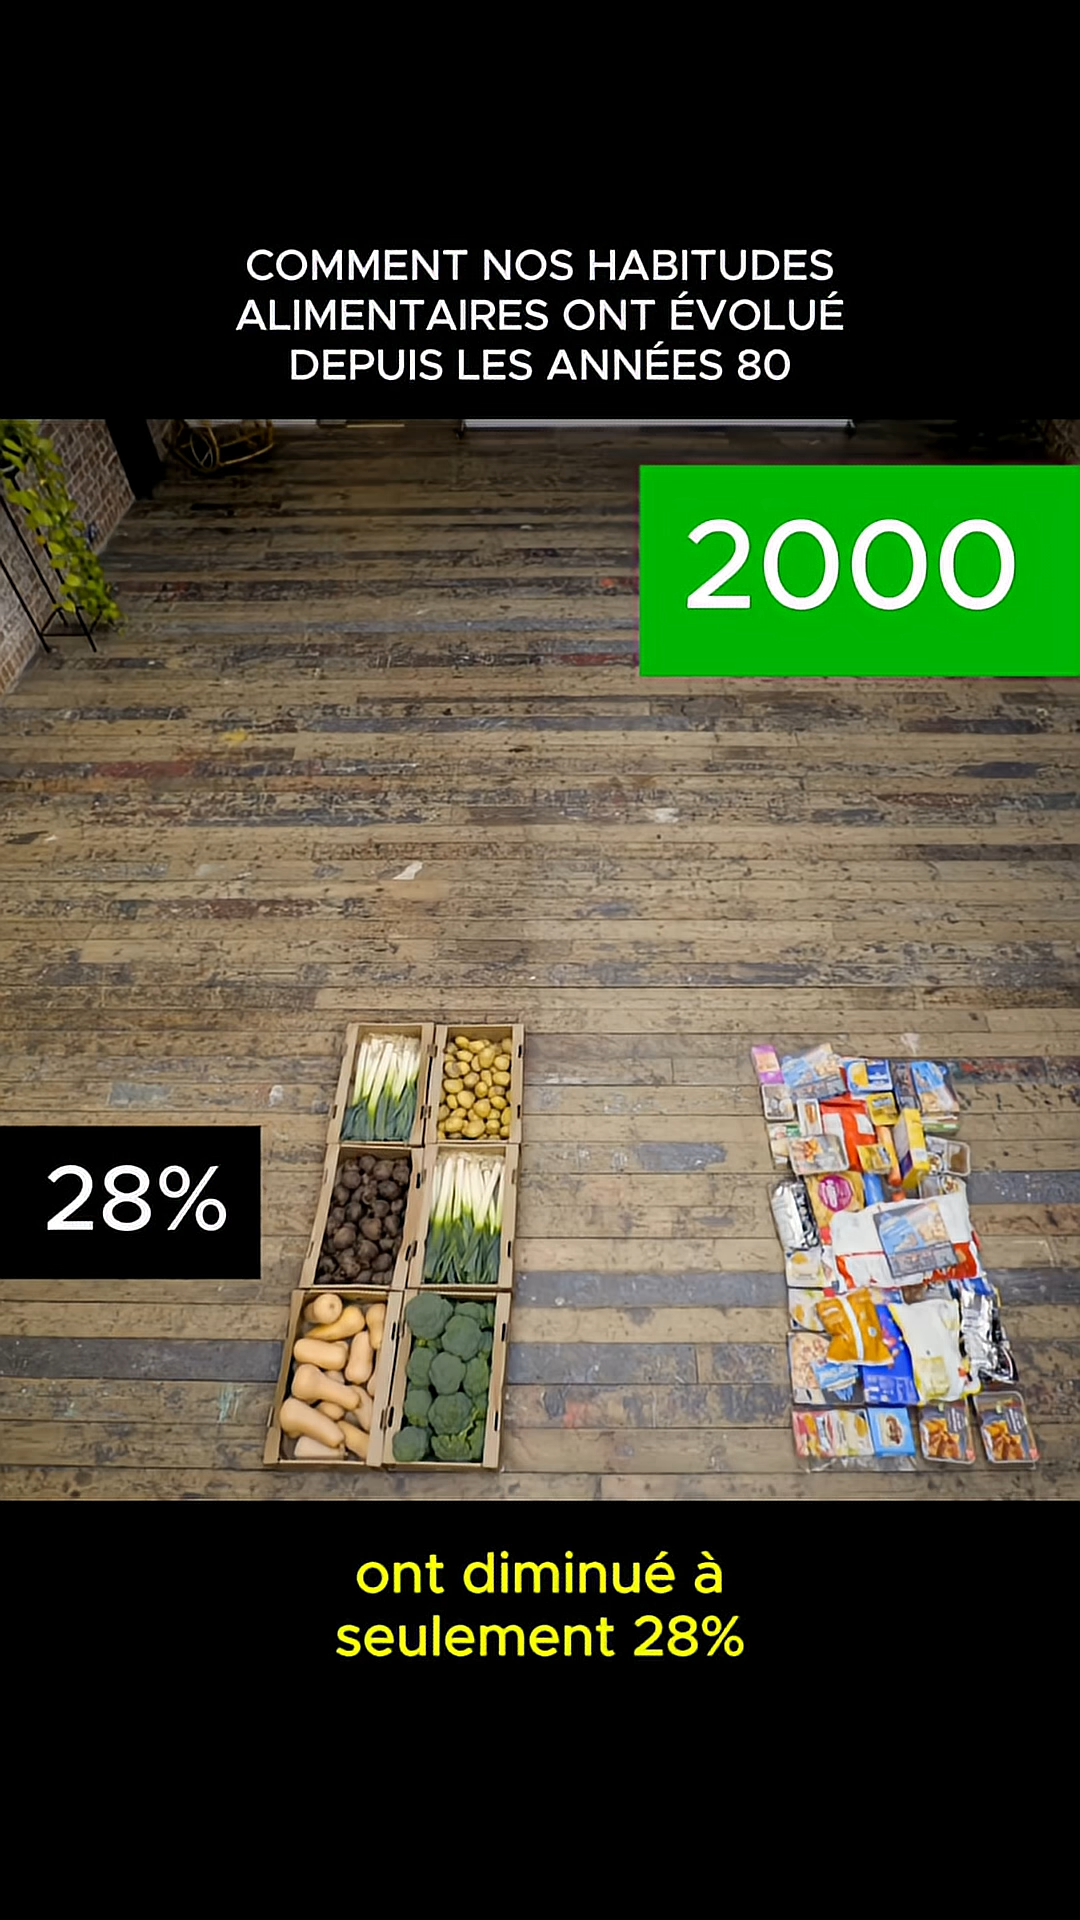 COMMENT NOS HABITUDES
ALIMENTAIRES ONT ÉVOLUÉ
DEPUIS LES ANNÉES 80
2000
28%
ont diminué à
seulement 28%